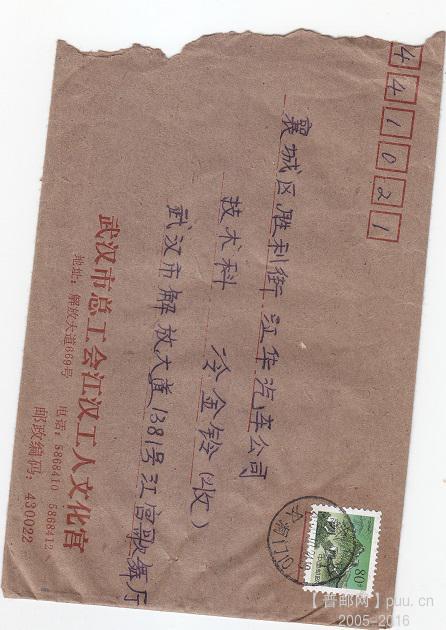 441021
襄城区胜利街江华汽车公司
技术科 冷金铃(收)
武汉市解放大道1381号江宫歌舞厅
武汉市总工会江汉工人文化宫
地址：解放大道869号 电话：5868410 5868412
邮政编码：430022
80
【普邮网】puu.cn
2005-2016